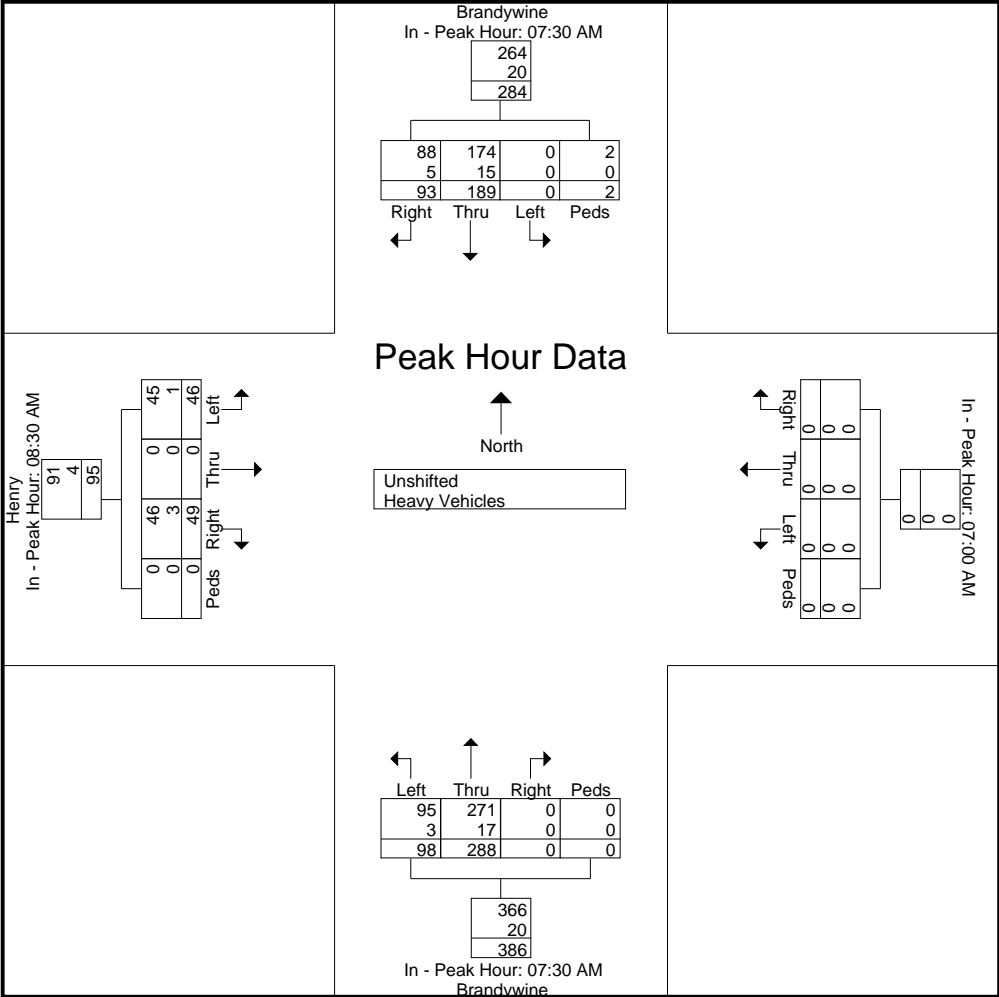 Brandywine
In - Peak Hour: 07:30 AM
264
20
284
88 174 0 2
5 15 0 0
93 189 0 2
Right Thru Left Peds
Peak Hour Data
North
Unshifted
Heavy Vehicles
Henry
In - Peak Hour: 08:30 AM
91
4
95
45 0 46 0
1 0 3 0
46 0 49 0
Left Thru Right Peds
In - Peak Hour: 07:00 AM
0
0
0
0 0 0 0
0 0 0 0
0 0 0 0
Right Thru Left Peds
Left Thru Right Peds
95 271 0 0
3 17 0 0
98 288 0 0
366
20
386
In - Peak Hour: 07:30 AM
Brandywine